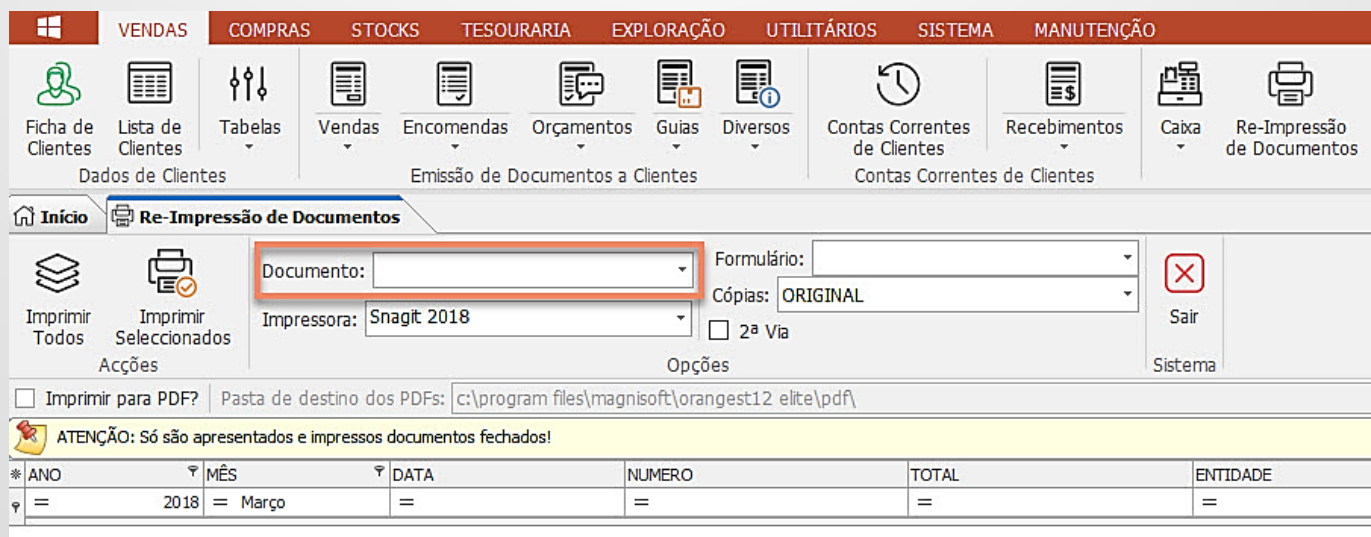 VENDAS COMPRAS STOCKS TESOURARIA EXPLORAÇÃO UTILITÁRIOS SISTEMA MANUTENÇÃO
Ficha de Clientes
Lista de Clientes
Tabelas
Dados de Clientes
Vendas Encomendas Orçamentos Guias Diversos
Emissão de Documentos a Clientes
Contas Correntes de Clientes
Recebimentos
Contas Correntes de Clientes
Caixa
Re-Impressão de Documentos
Início Re-Impressão de Documentos
Imprimir Todos
Imprimir Seleccionados
Acções
Documento:
Impressora: Snagit 2018
Formulário:
Cópias: ORIGINAL
2ª Via
Opções
Sair
Sistema
Imprimir para PDF? Pasta de destino dos PDFs: c:\program files\magnisoft\orangest12 elite\pdf\
ATENÇÃO: Só são apresentados e impressos documentos fechados!
ANO MÊS DATA NUMERO TOTAL ENTIDADE
= 2018 = Março = = = =